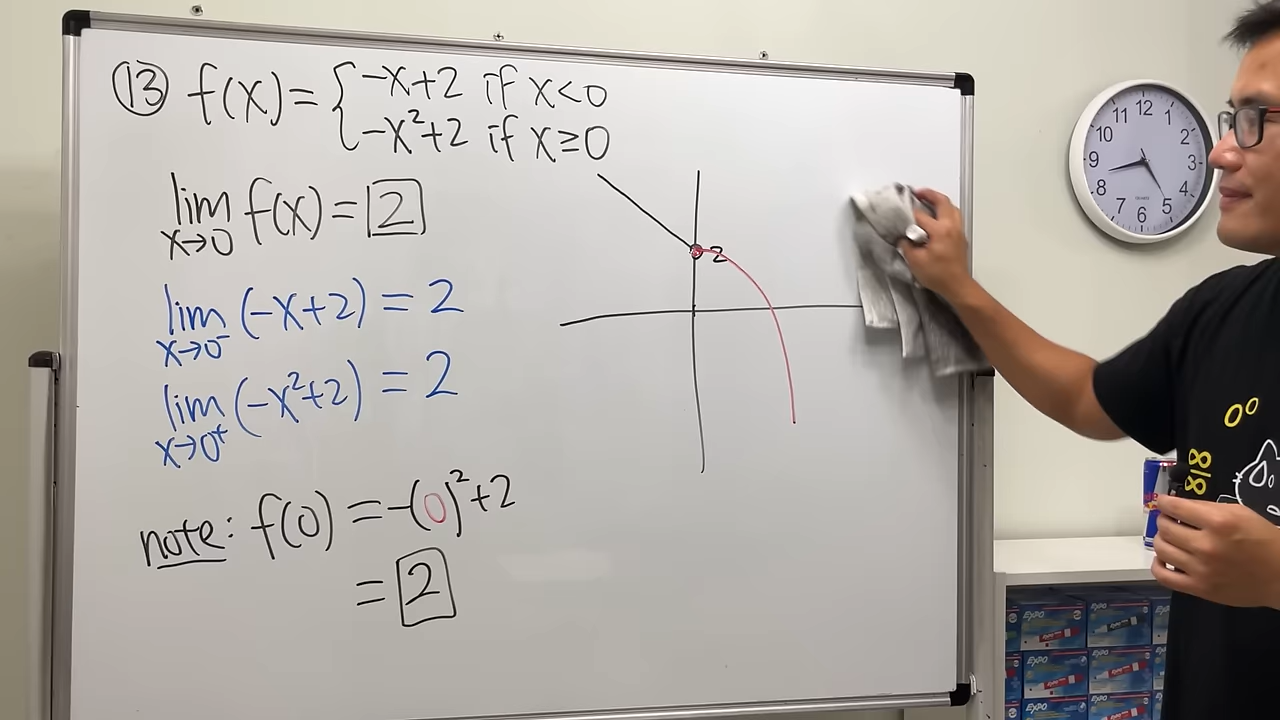 ⑬ f(x) = { -x+2 if x<0
-x²+2 if x≥0
lim x→0 f(x) = 2
lim x→0⁻ (-x+2) = 2
lim x→0⁺ (-x²+2) = 2
note: f(0) = -(0)²+2
= 2
2
12
1
2
3
4
5
6
7
8
9
10
11
8|8
EXPO
EXPO
EXPO
EXPO